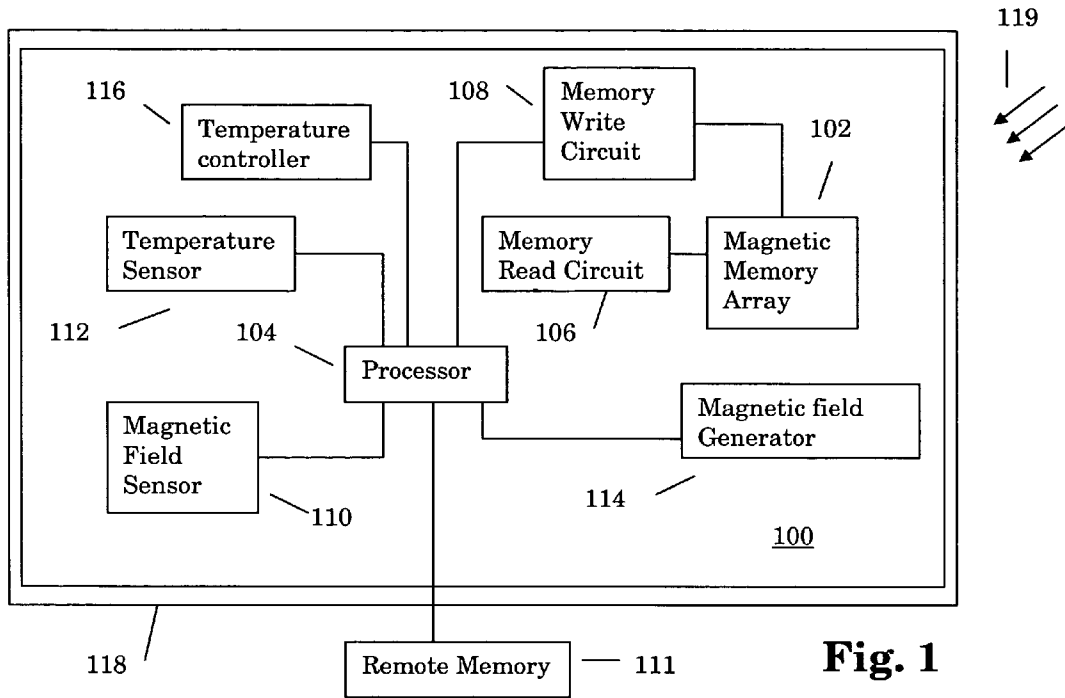 119
116
Temperature
controller
108
Memory
Write
Circuit
102
Temperature
Sensor
112
Memory
Read Circuit
106
Magnetic
Memory
Array
104
Processor
Magnetic
Field
Sensor
110
Magnetic field
Generator
114
100
118
Remote Memory
111
Fig. 1